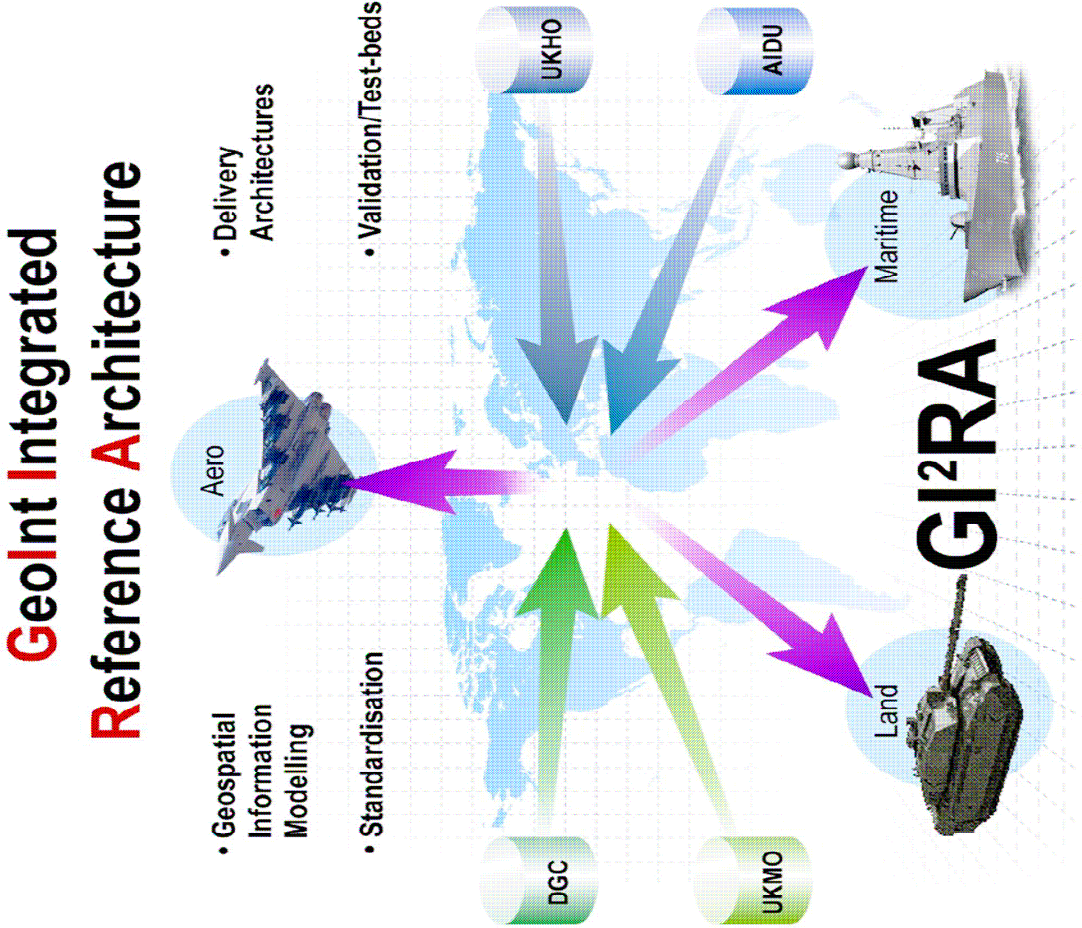 GeoInt Integrated
Reference Architecture
• Geospatial
Information
Modelling
• Standardisation
Aero
• Delivery
Architectures
• Validation/Test-beds
DGC
UKHO
UKMO
AIDU
Land
Maritime
GI²RA